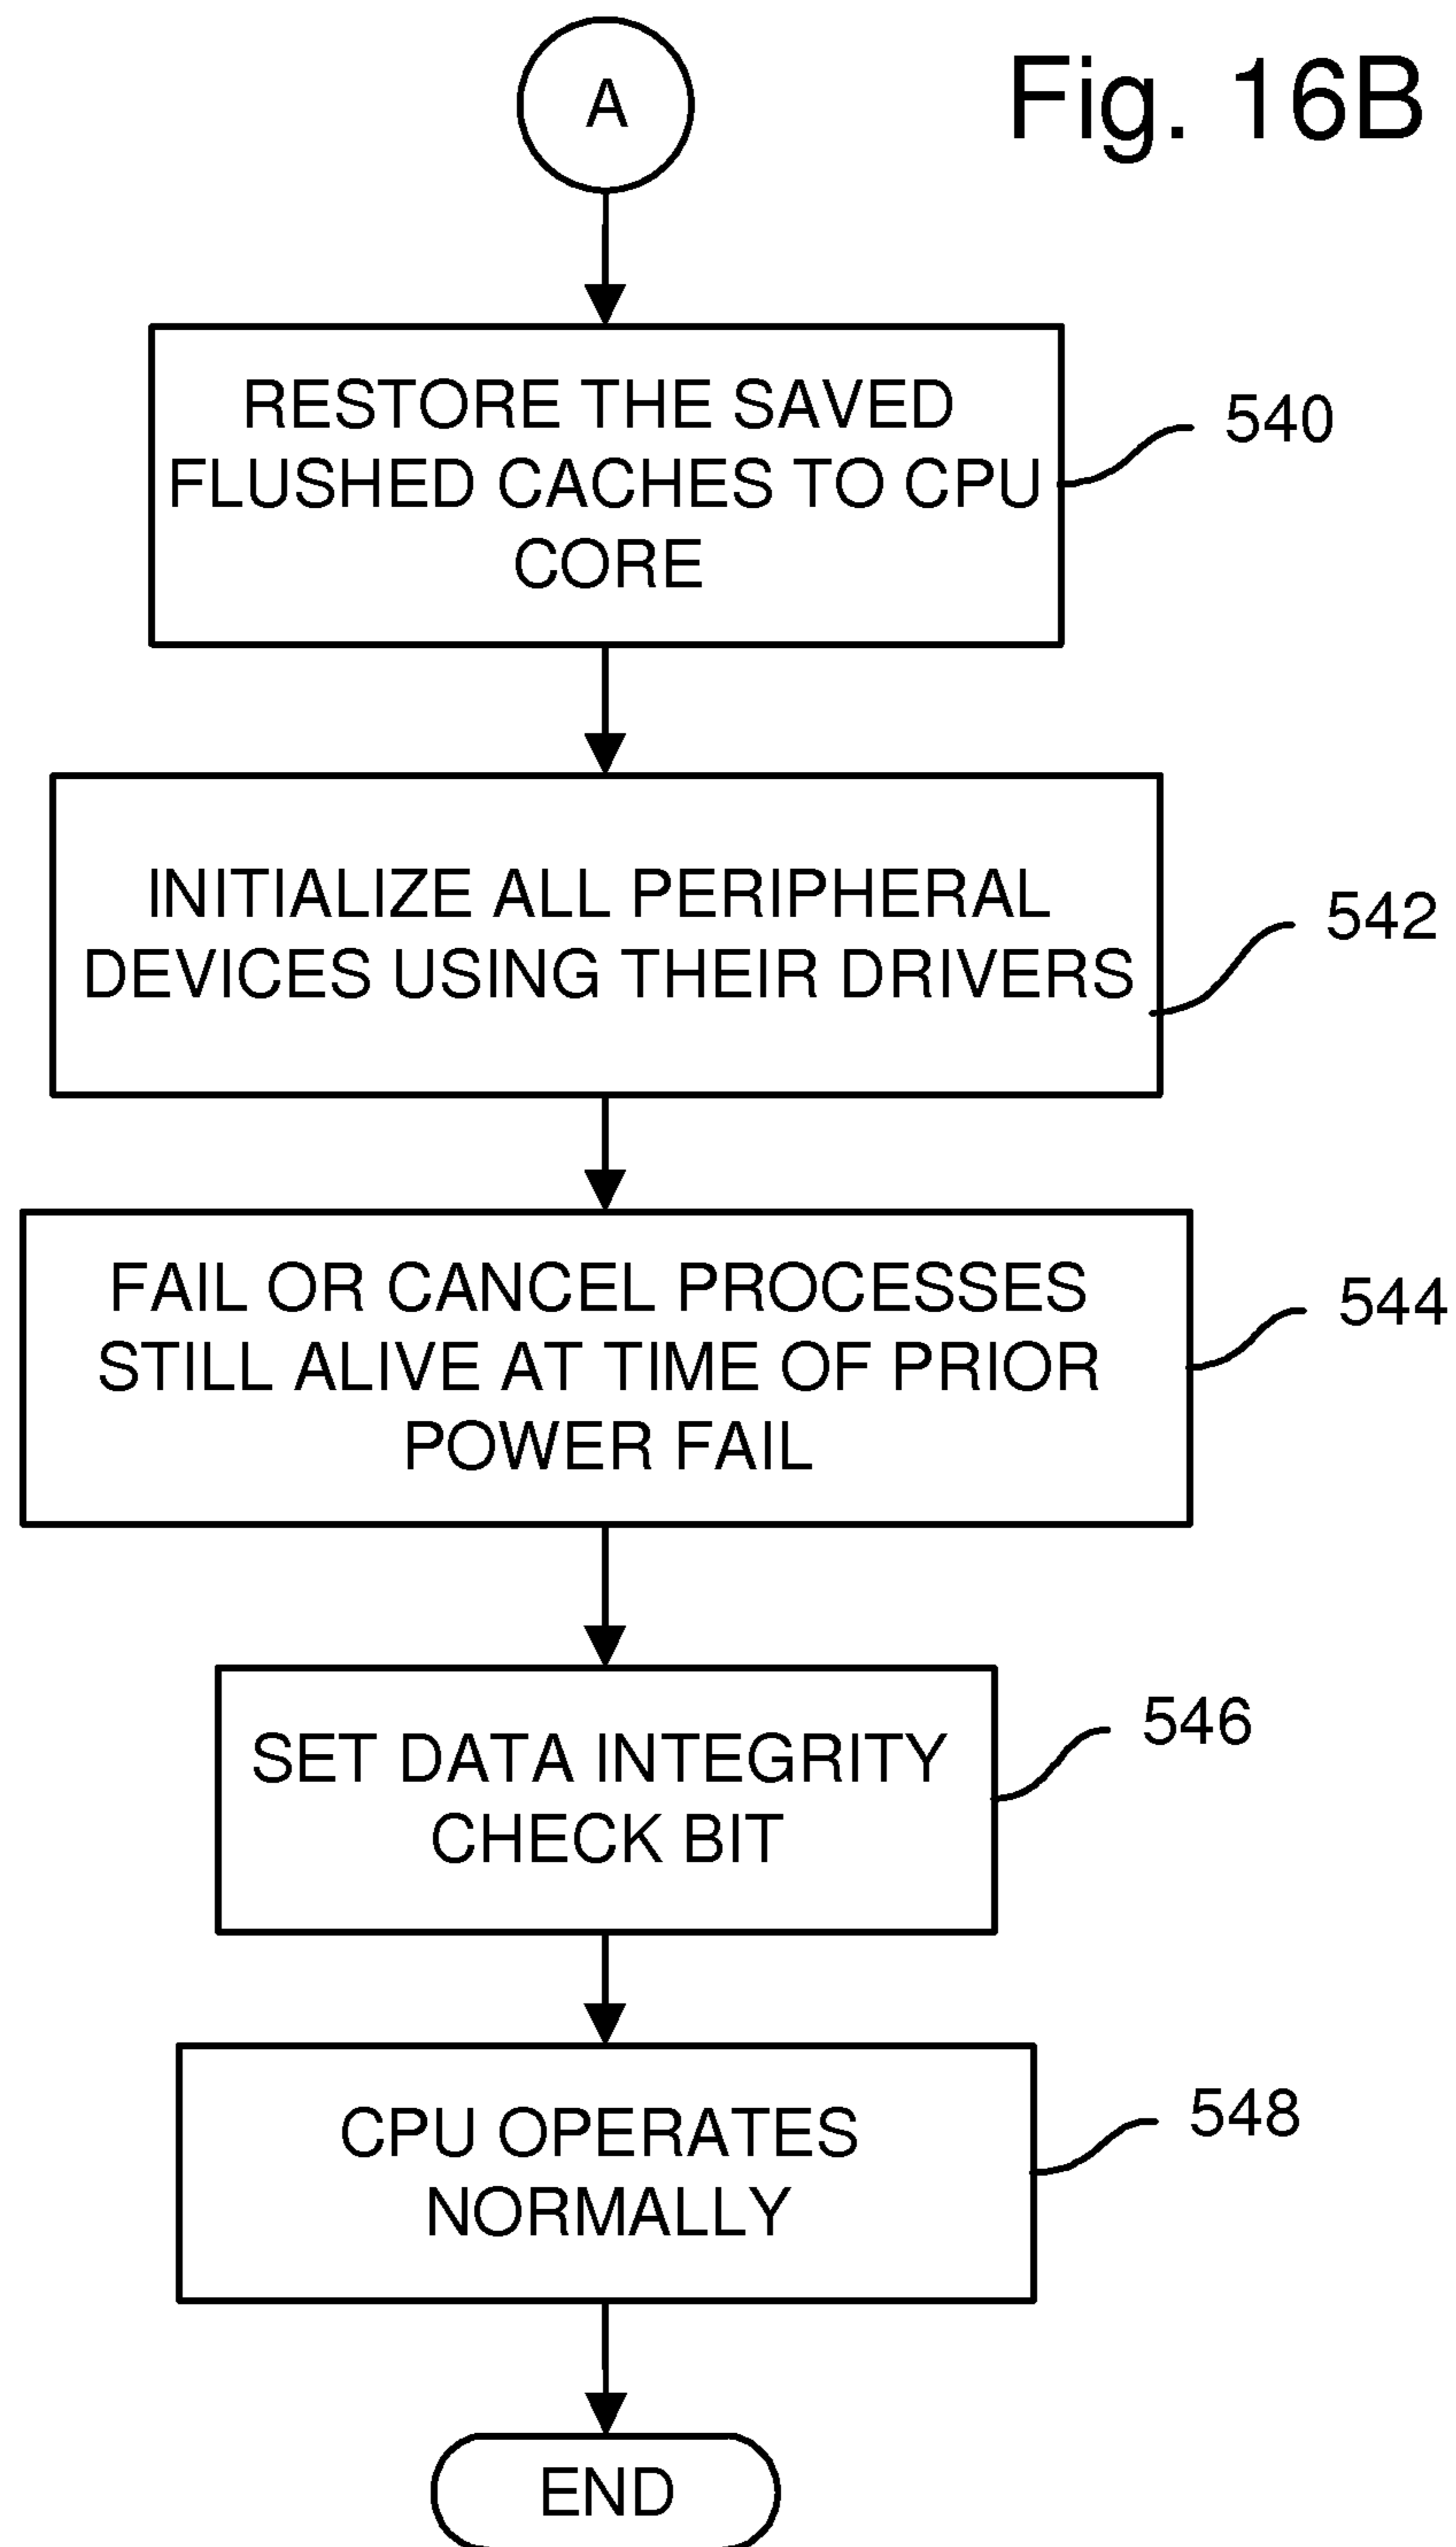 A
Fig. 16B
RESTORE THE SAVED
FLUSHED CACHES TO CPU
CORE
540
INITIALIZE ALL PERIPHERAL
DEVICES USING THEIR DRIVERS
542
FAIL OR CANCEL PROCESSES
STILL ALIVE AT TIME OF PRIOR
POWER FAIL
544
SET DATA INTEGRITY
CHECK BIT
546
CPU OPERATES
NORMALLY
548
END